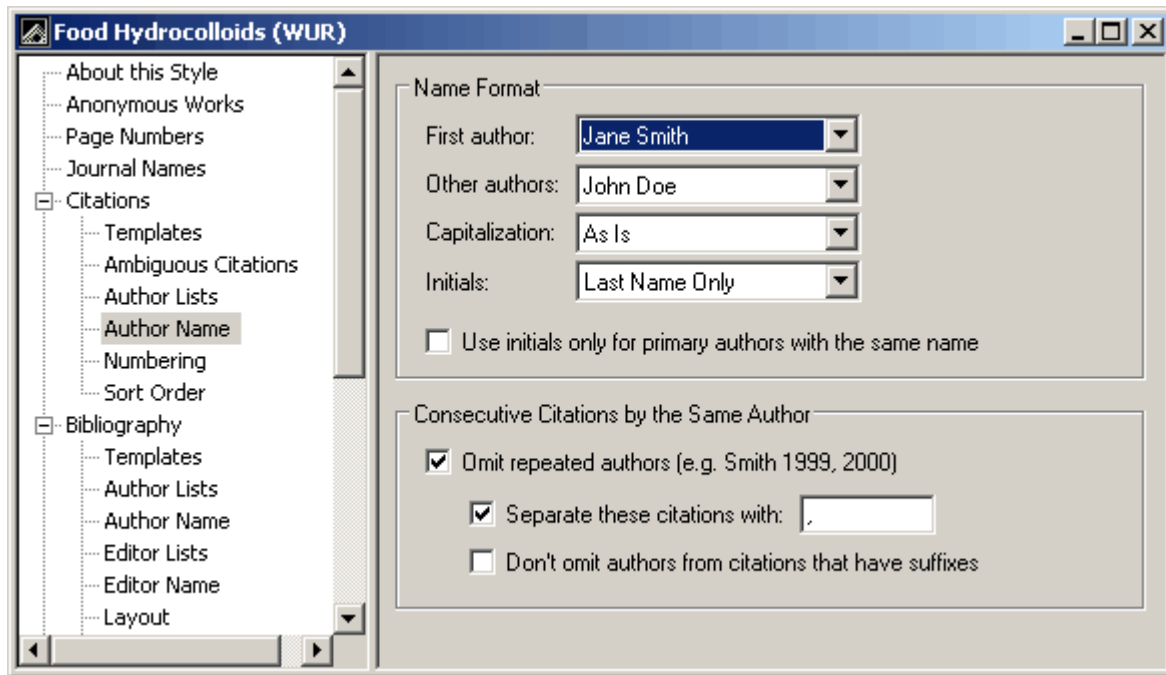 Food Hydrocolloids (WUR)
About this Style
Anonymous Works
Page Numbers
Journal Names
Citations
Templates
Ambiguous Citations
Author Lists
Author Name
Numbering
Sort Order
Bibliography
Templates
Author Lists
Author Name
Editor Lists
Editor Name
Layout
Name Format
First author: Jane Smith
Other authors: John Doe
Capitalization: As Is
Initials: Last Name Only
Use initials only for primary authors with the same name
Consecutive Citations by the Same Author
Omit repeated authors (e.g. Smith 1999, 2000)
Separate these citations with: ,
Don't omit authors from citations that have suffixes